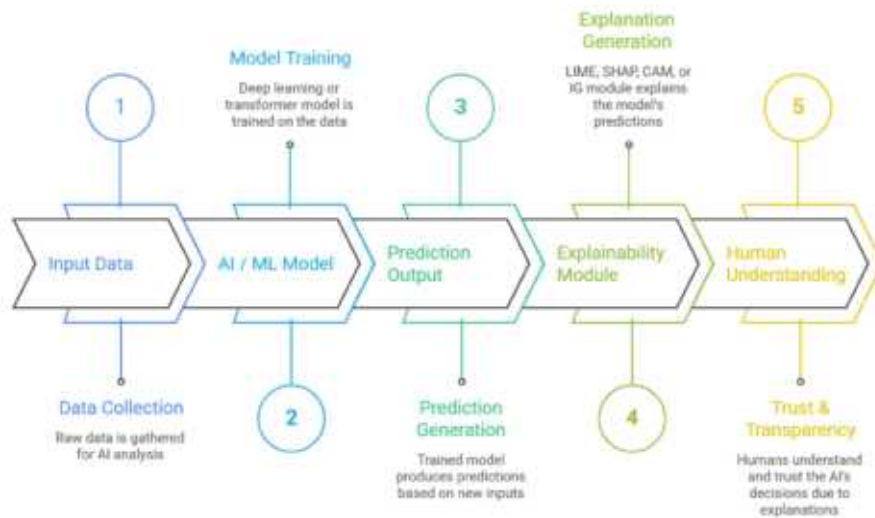 Explanation
Generation
LIME, SHAP, CAM, or
IG module explains
the model's
predictions
Model Training
Deep learning or
transformer model is
trained on the data
1
3
5
Input Data
AI / ML Model
Prediction
Output
Explainability
Module
Human
Understanding
Data Collection
Raw data is gathered
for AI analysis
2
Prediction
Generation
Trained model
produces predictions
based on new inputs
4
Trust &
Transparency
Humans understand
and trust the AI's
decisions due to
explanations